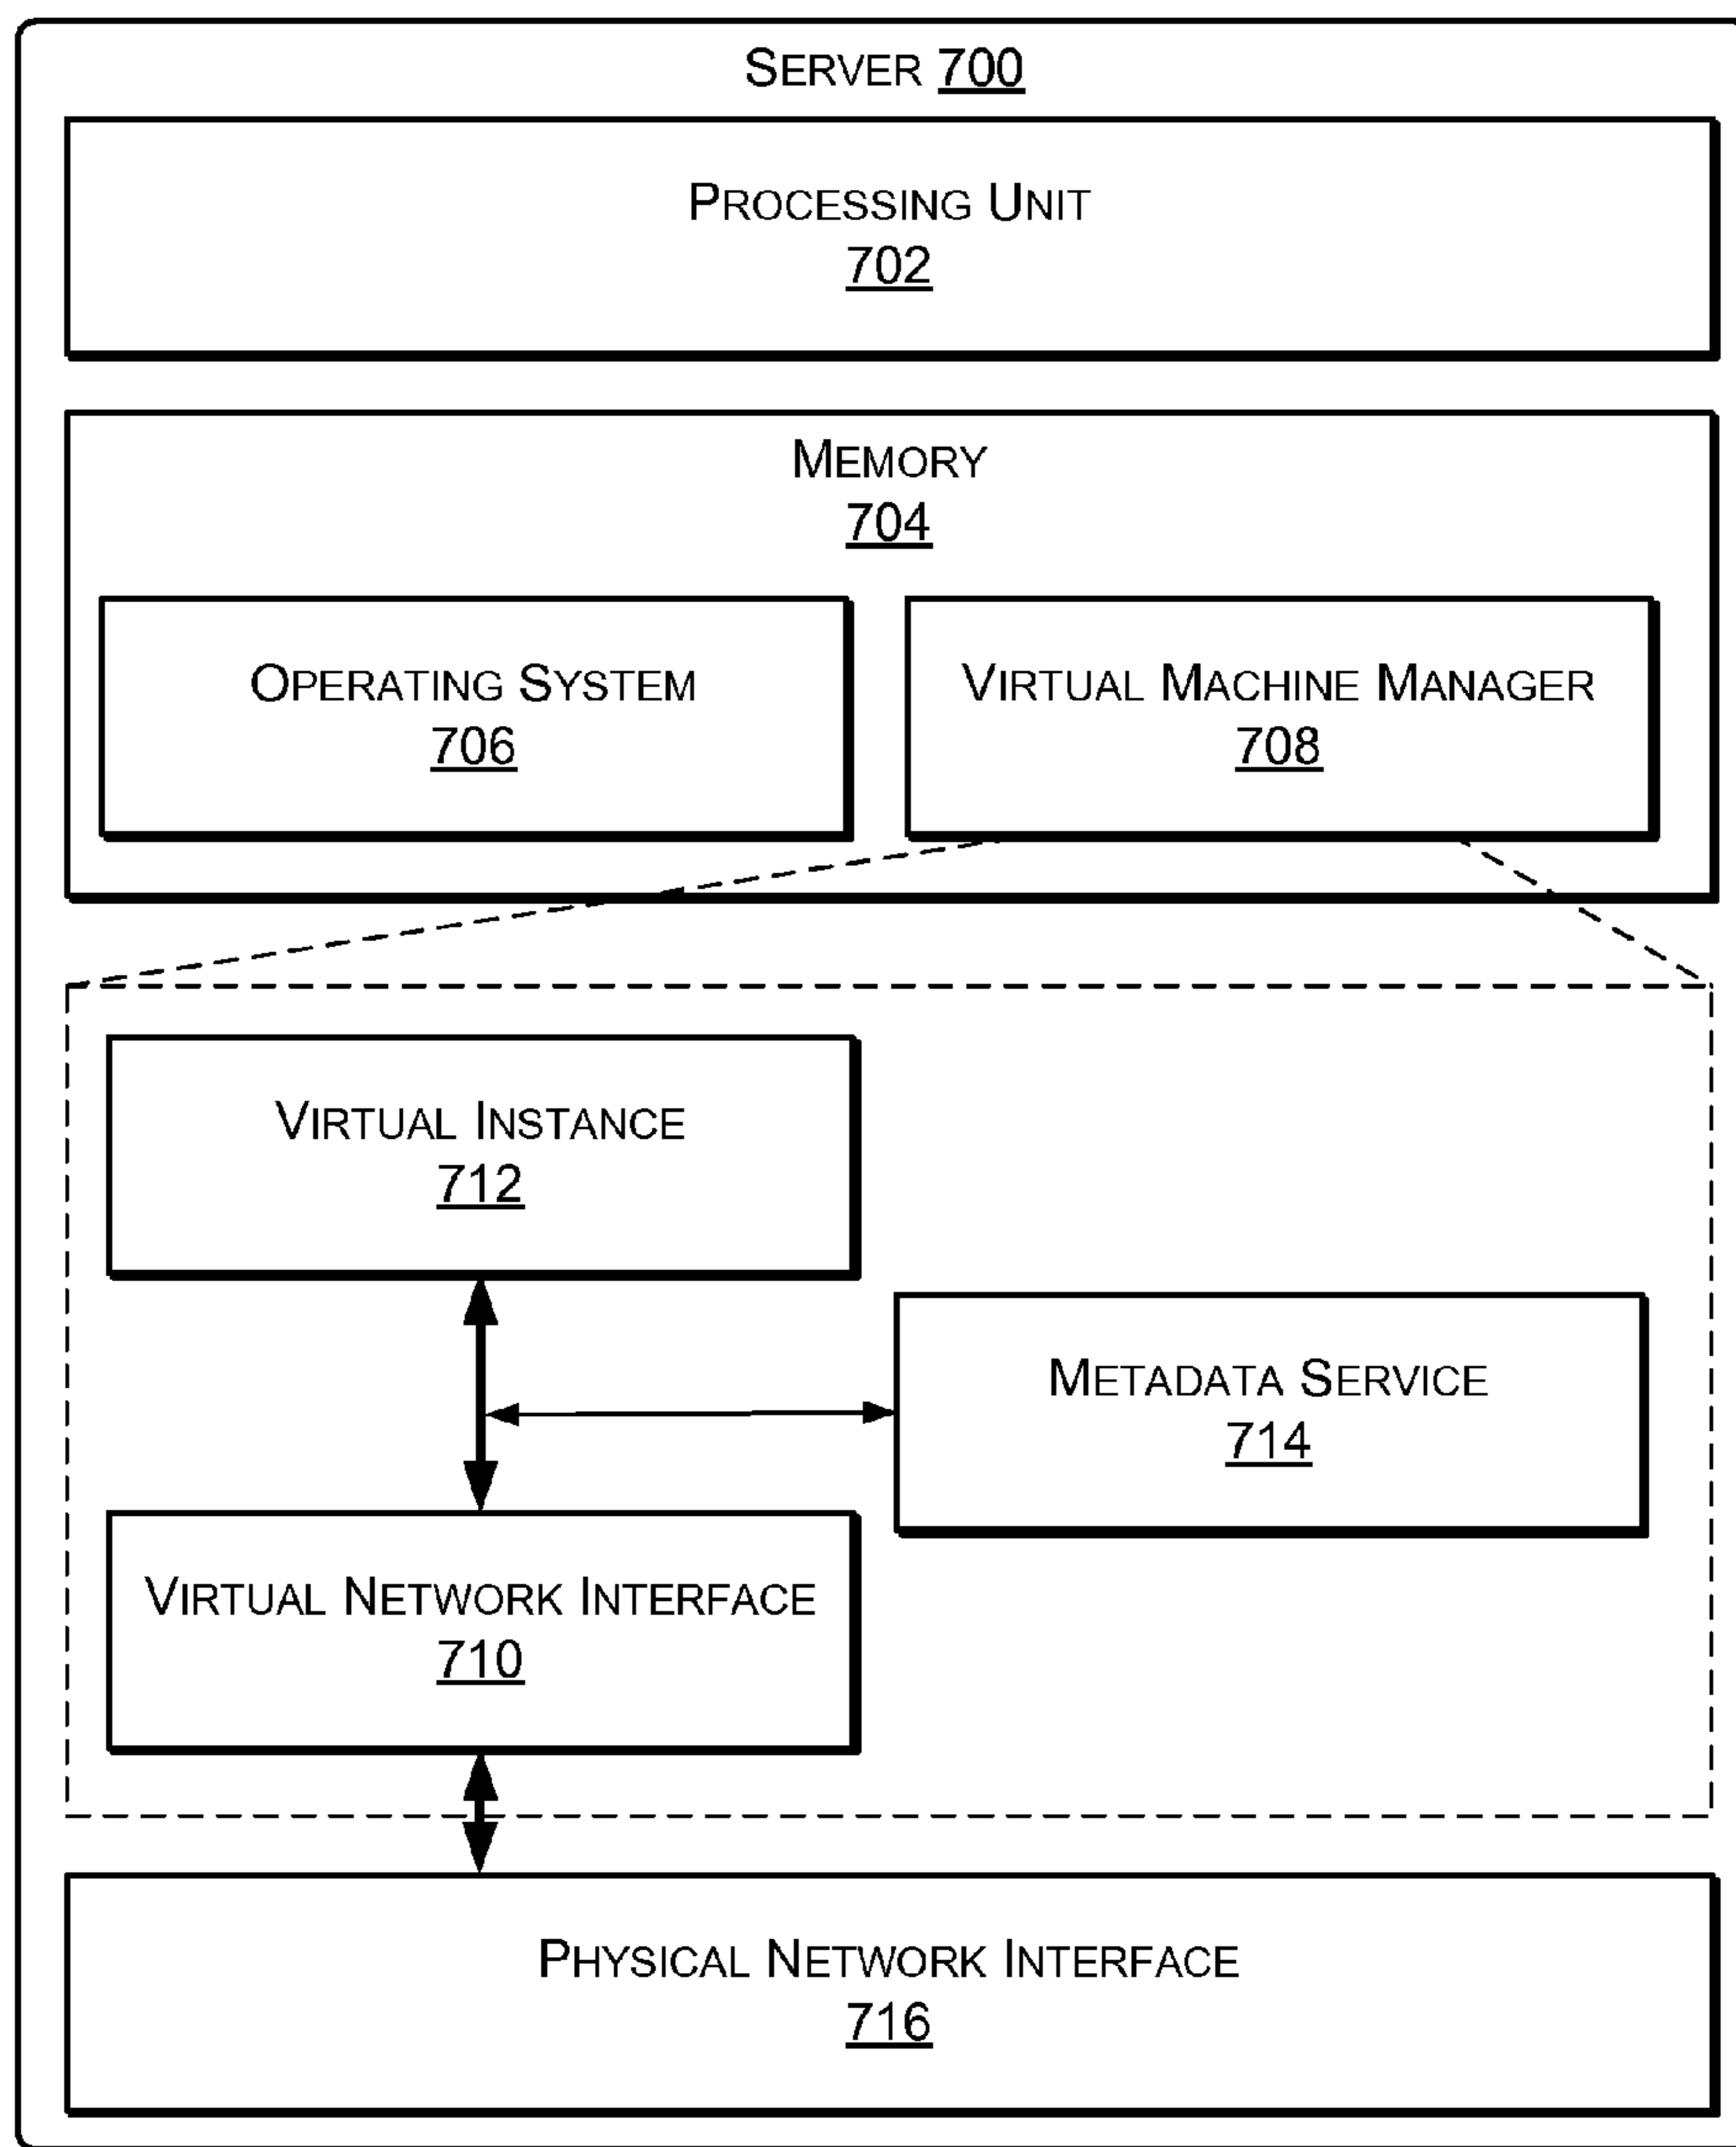 SERVER 700
PROCESSING UNIT
702
MEMORY
704
OPERATING SYSTEM
706
VIRTUAL MACHINE MANAGER
708
VIRTUAL INSTANCE
712
METADATA SERVICE
714
VIRTUAL NETWORK INTERFACE
710
PHYSICAL NETWORK INTERFACE
716